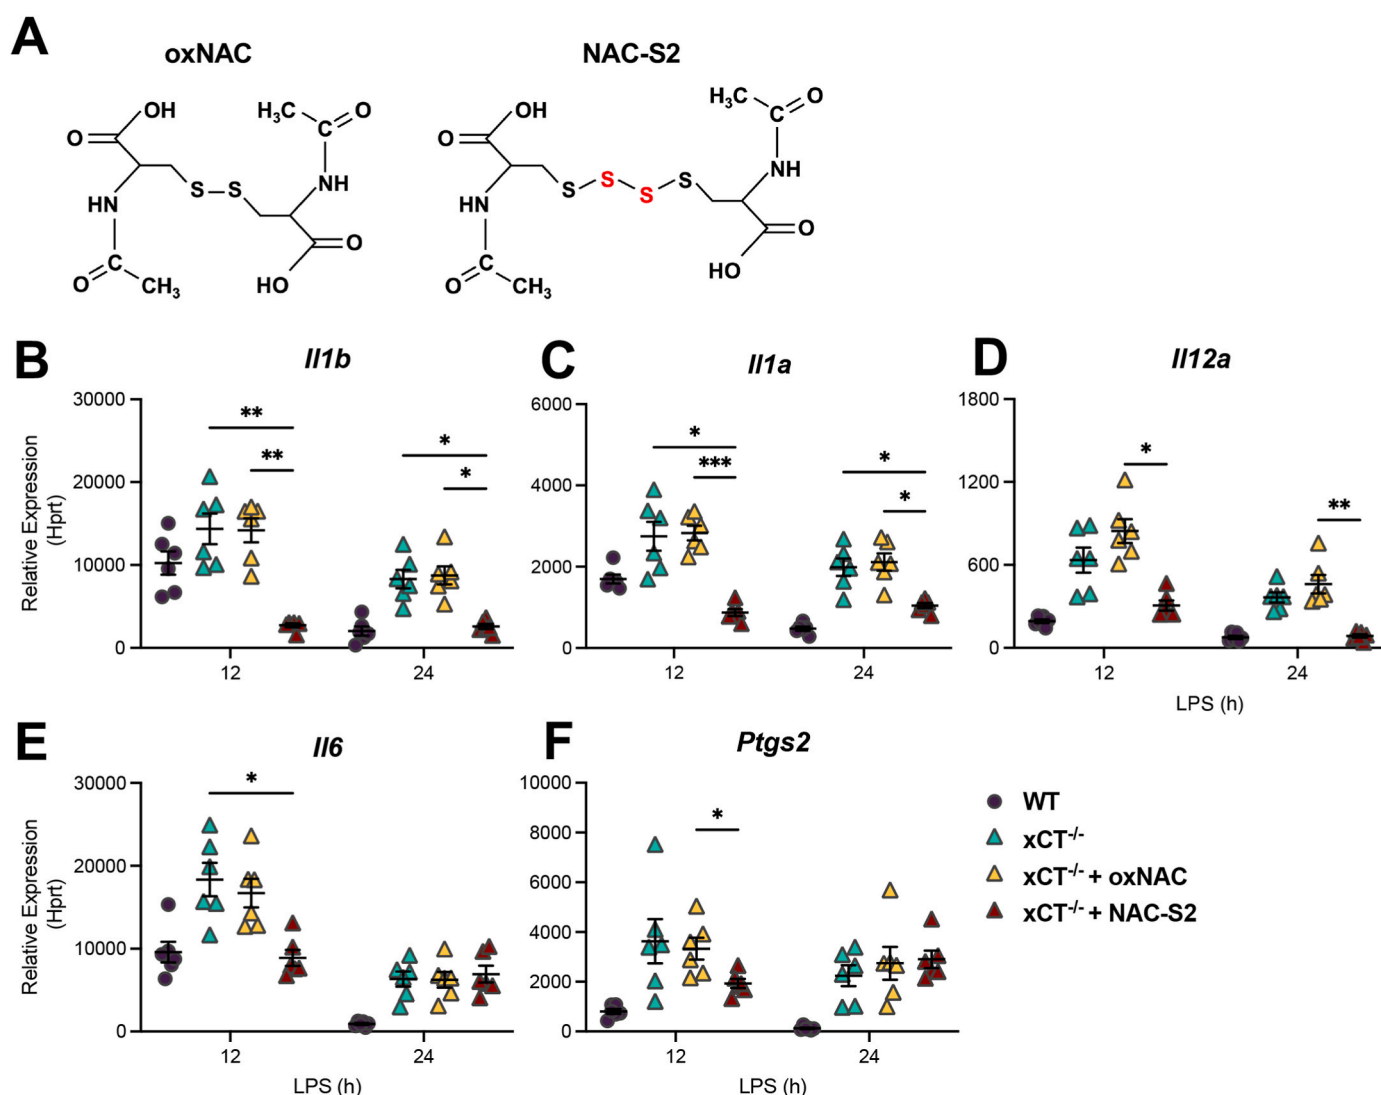 A
oxNAC
NAC-S2
OH
O
H3C
C
O
NH
S
S
HN
C
O
CH3
O
HO
OH
O
H3C
C
O
NH
S
S
S
S
HN
C
O
CH3
O
HO
B
Il1b
Relative Expression
(Hprt)
30000
20000
10000
0
**
**
*
*
12
24
C
Il1a
6000
4000
2000
0
*
***
*
*
12
24
D
Il12a
1800
1200
600
0
*
**
12
24
LPS (h)
E
Il6
Relative Expression
(Hprt)
30000
20000
10000
0
*
12
24
LPS (h)
F
Ptgs2
10000
8000
6000
4000
2000
0
*
12
24
LPS (h)
WT
xCT-/-
xCT-/- + oxNAC
xCT-/- + NAC-S2